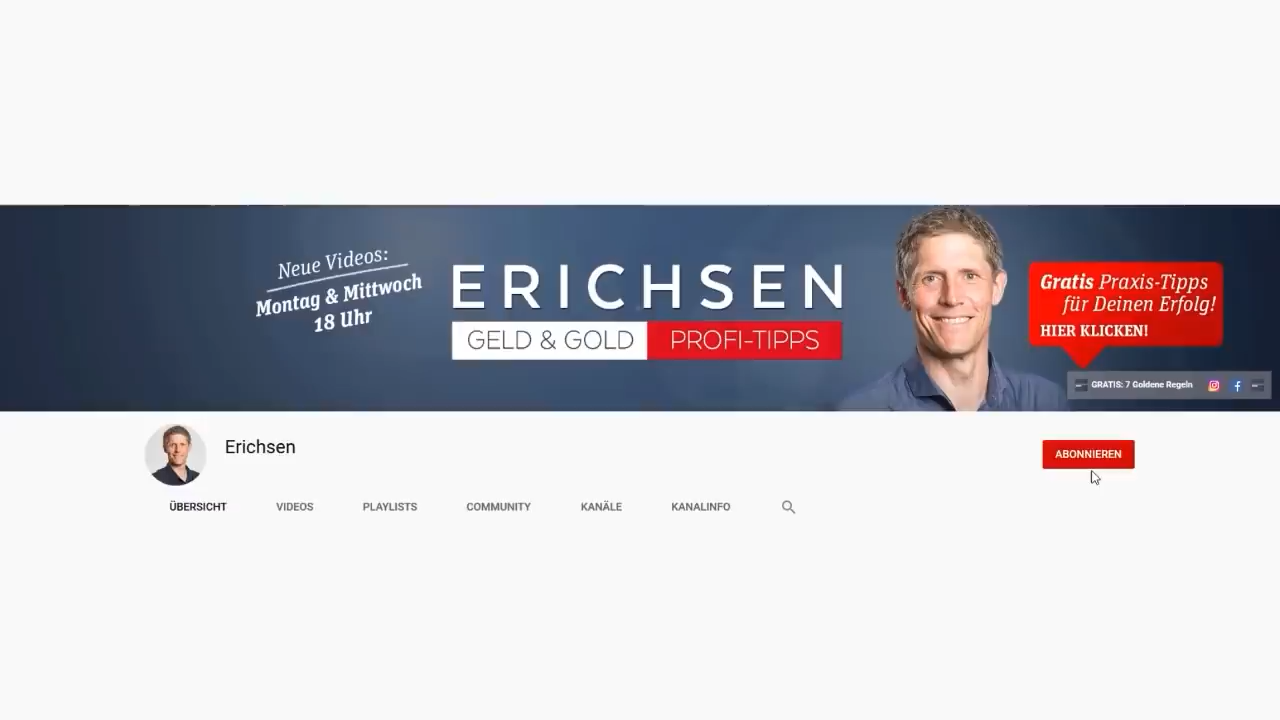 Neue Videos:
Montag & Mittwoch
18 Uhr
ERICHSEN
GELD & GOLD PROFI-TIPPS
Gratis Praxis-Tipps
für Deinen Erfolg!
HIER KLICKEN!
GRATIS: 7 Goldene Regeln
Erichsen
ABONNIEREN
ÜBERSICHT VIDEOS PLAYLISTS COMMUNITY KANÄLE KANALINFO